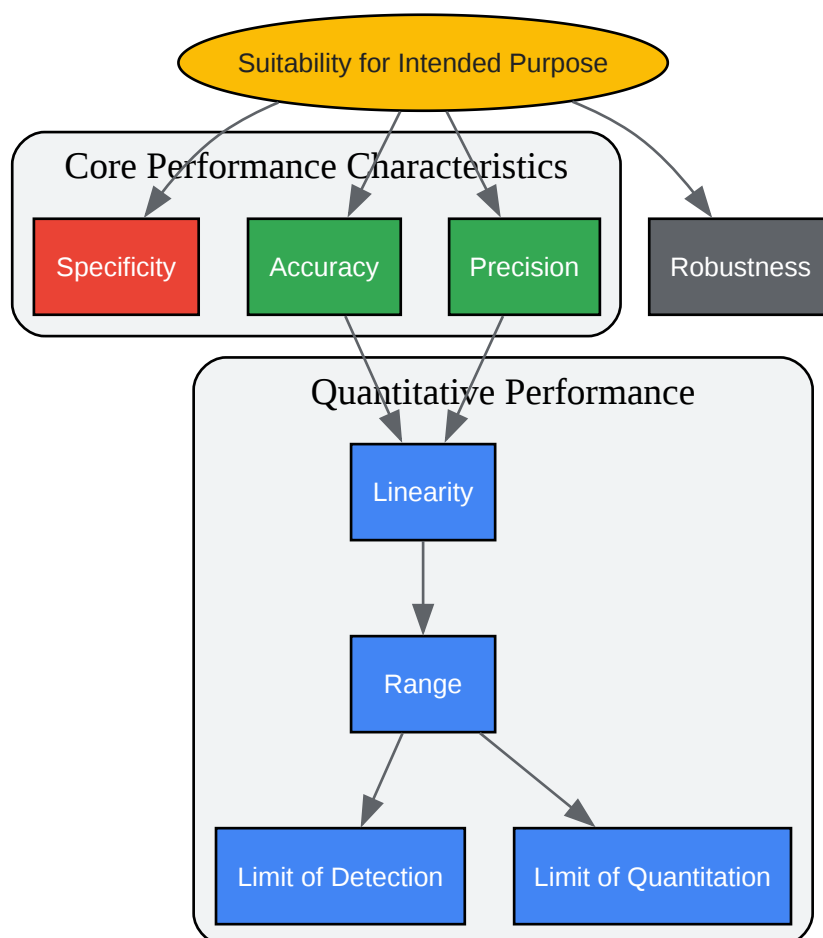 Suitability for Intended Purpose
Core Performance Characteristics
Specificity
Accuracy
Precision
Robustness
Quantitative Performance
Linearity
Range
Limit of Detection
Limit of Quantitation